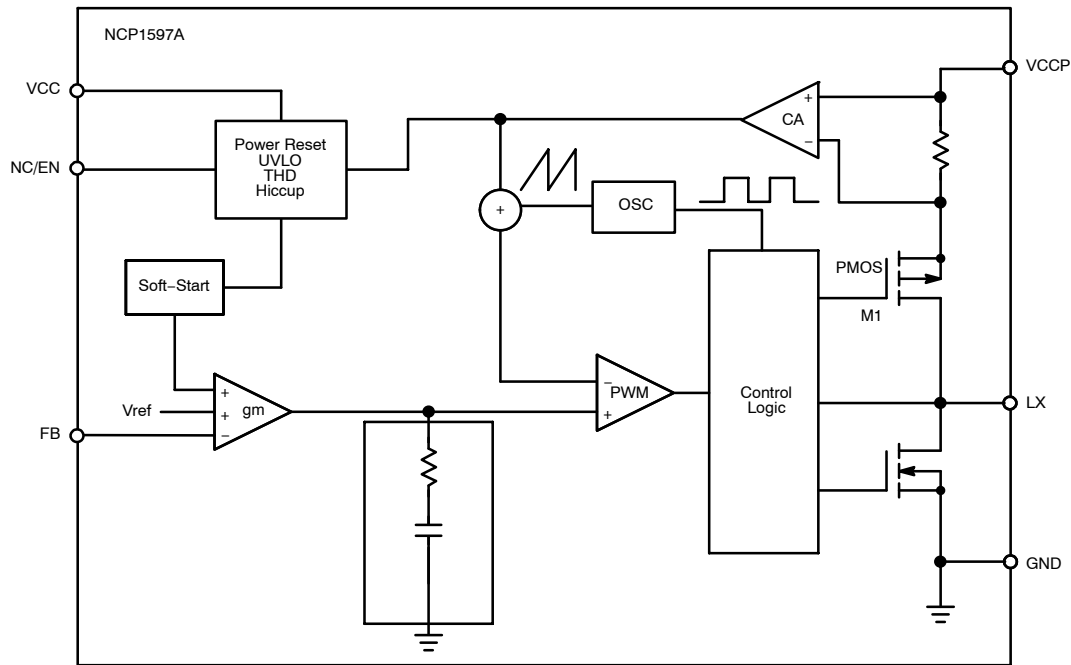 NCP1597A
VCC
VCCP
+
CA
−
Power Reset
UVLO
THD
Hiccup
NC/EN
+
OSC
PMOS
M1
Soft−Start
−
PWM
+
Control
Logic
+
Vref
+
gm
−
FB
LX
GND